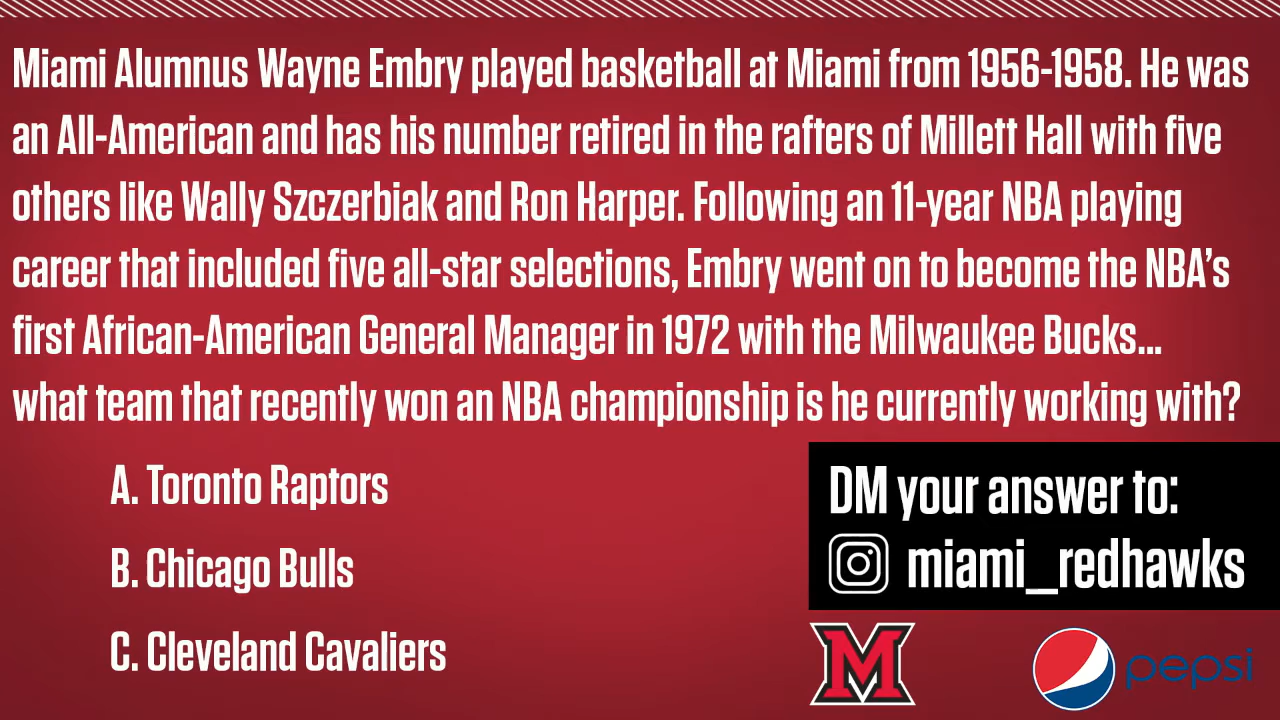 Miami Alumnus Wayne Embry played basketball at Miami from 1956-1958. He was
an All-American and has his number retired in the rafters of Millett Hall with five
others like Wally Szczerbiak and Ron Harper. Following an 11-year NBA playing
career that included five all-star selections, Embry went on to become the NBA's
first African-American General Manager in 1972 with the Milwaukee Bucks...
what team that recently won an NBA championship is he currently working with?
A. Toronto Raptors
B. Chicago Bulls
C. Cleveland Cavaliers
DM your answer to:
miami_redhawks
M
pepsi